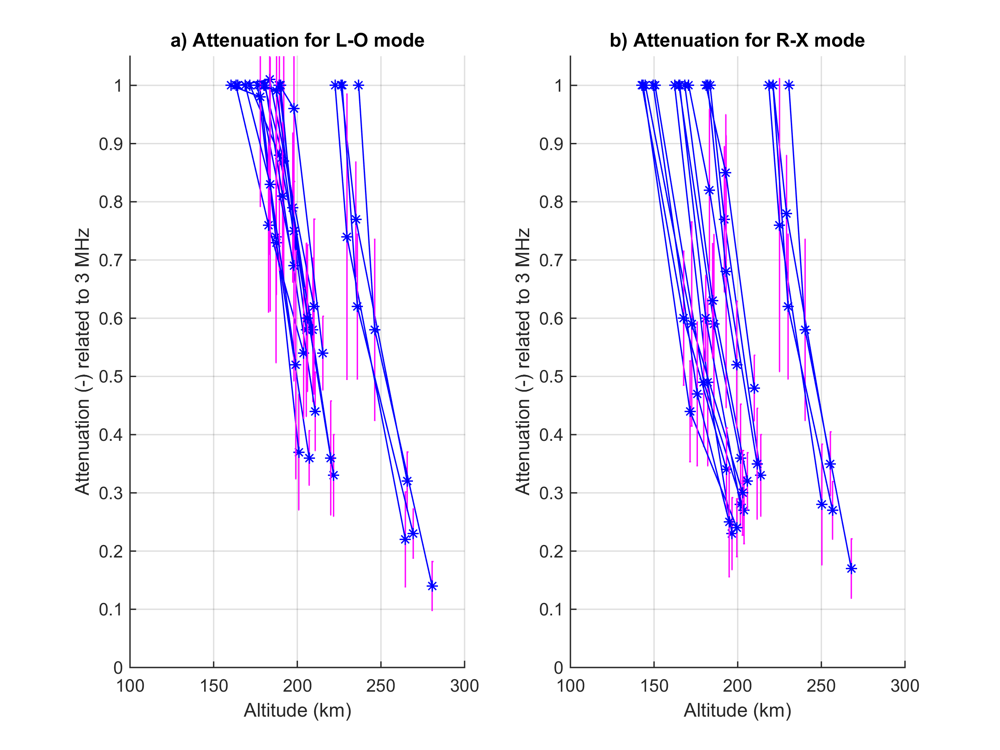 a) Attenuation for L-O mode
1
0.9
0.8
0.7
0.6
0.5
0.4
0.3
0.2
0.1
0
100 150 200 250 300
Altitude (km)
Attenuation (-) related to 3 MHz
b) Attenuation for R-X mode
1
0.9
0.8
0.7
0.6
0.5
0.4
0.3
0.2
0.1
0
100 150 200 250 300
Altitude (km)
Attenuation (-) related to 3 MHz